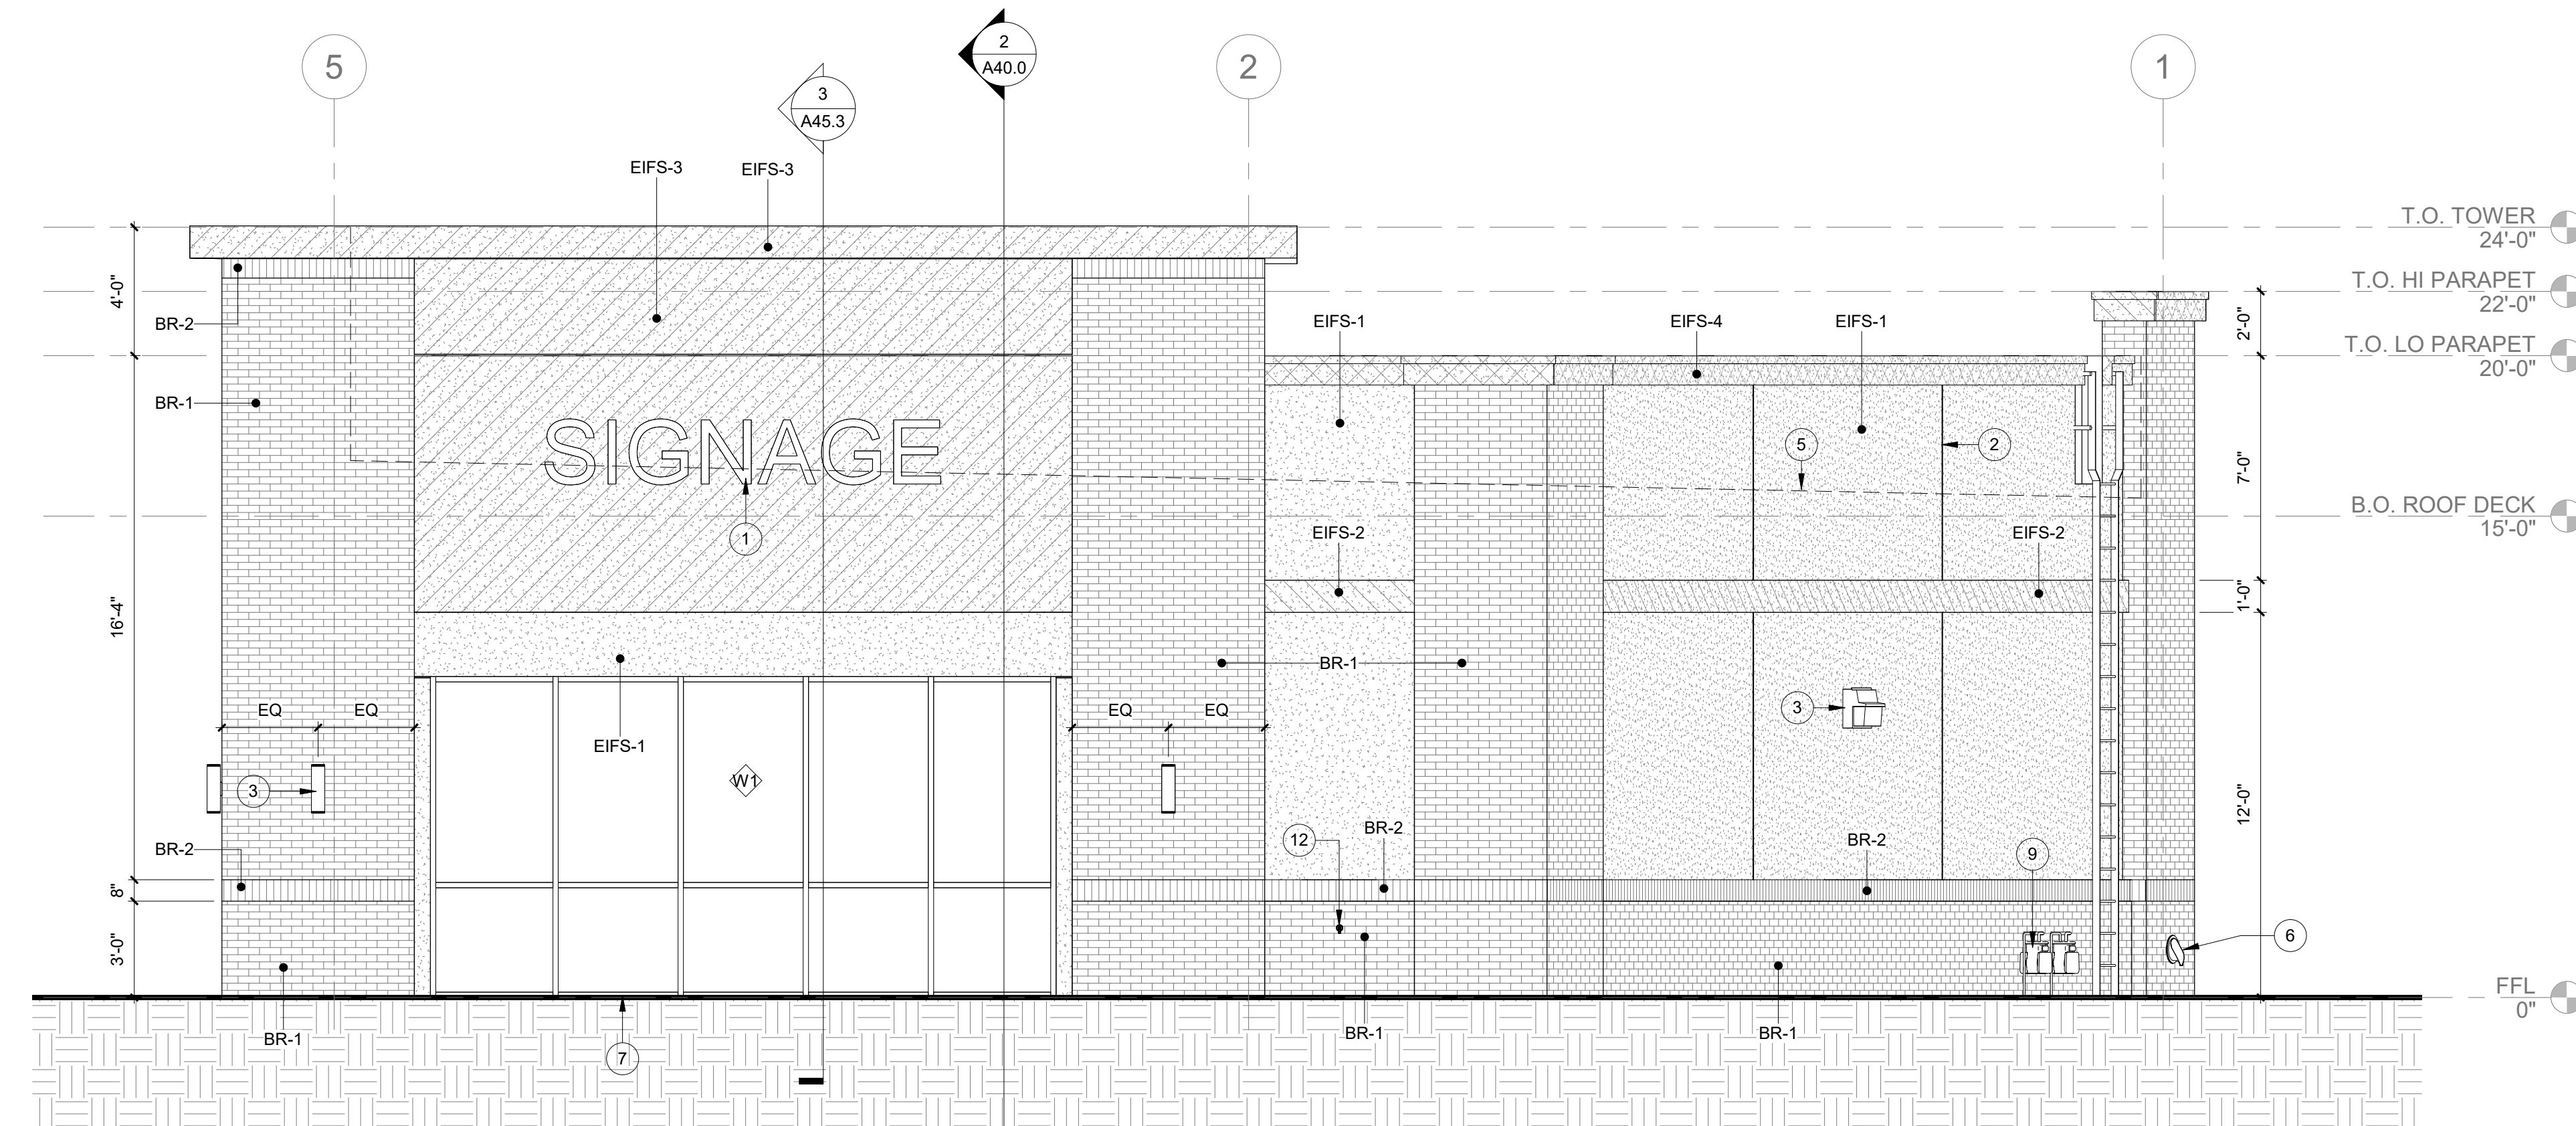 5
2
1
2
A40.0
3
A45.3
EIFS-3
EIFS-3
T.O. TOWER
24'-0"
T.O. HI PARAPET
22'-0"
T.O. LO PARAPET
20'-0"
B.O. ROOF DECK
15'-0"
FFL
0"
4'-0"
16'-4"
8"
3'-0"
2'-0"
7'-0"
1'-0"
12'-0"
BR-2
BR-1
EIFS-1
EIFS-4
EIFS-1
SIGNAGE
5
2
1
EIFS-2
EIFS-2
BR-1
EQ
EQ
EQ
EQ
EIFS-1
3
W1
3
BR-2
12
BR-2
BR-2
9
6
BR-1
7
BR-1
BR-1